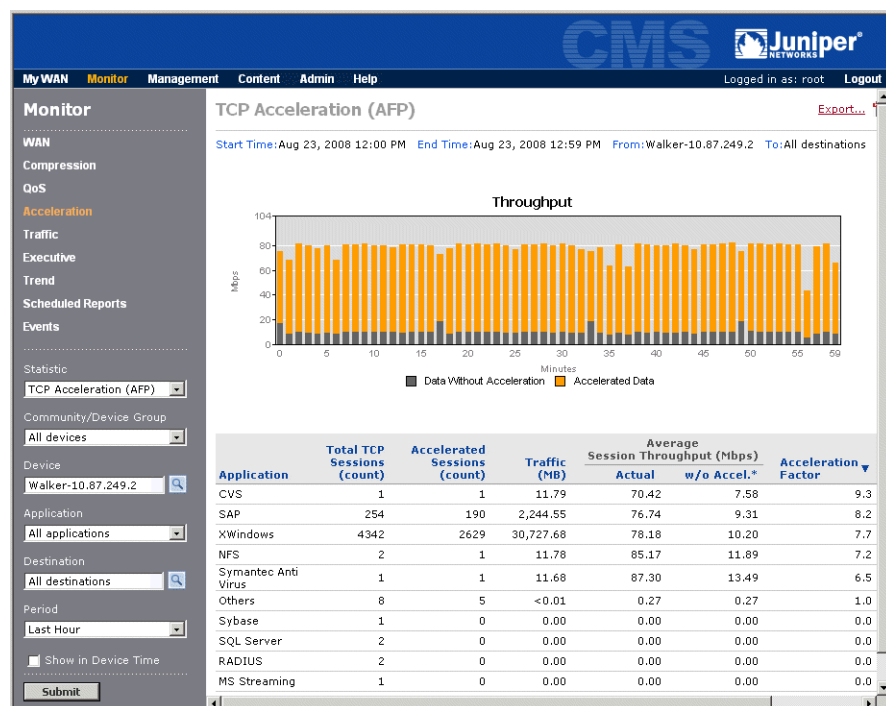 CMS
Juniper®
NETWORKS
My WAN Monitor Management Content Admin Help Logged in as: root Logout
Monitor
WAN
Compression
QoS
Acceleration
Traffic
Executive
Trend
Scheduled Reports
Events
Statistic
TCP Acceleration (AFP)
Community/Device Group
All devices
Device
Walker-10.87.249.2
Application
All applications
Destination
All destinations
Period
Last Hour
Show in Device Time
Submit
TCP Acceleration (AFP) Export...
Start Time:Aug 23, 2008 12:00 PM End Time:Aug 23, 2008 12:59 PM From:Walker-10.87.249.2 To:All destinations
Throughput
Mbps
104
80
60
40
20
0
0 5 10 15 20 25 30 35 40 45 50 55 59
Minutes
Data Without Acceleration Accelerated Data
Application Total TCP Sessions (count) Accelerated Sessions (count) Traffic (MB) Average Session Throughput (Mbps) Actual w/o Accel.* Acceleration Factor
CVS 1 1 11.79 70.42 7.58 9.3
SAP 254 190 2,244.55 76.74 9.31 8.2
XWindows 4342 2629 30,727.68 78.18 10.20 7.7
NFS 2 1 11.78 85.17 11.89 7.2
Symantec Anti Virus 1 1 11.68 87.30 13.49 6.5
Others 8 5 <0.01 0.27 0.27 1.0
Sybase 1 0 0.00 0.00 0.00 0.0
SQL Server 2 0 0.00 0.00 0.00 0.0
RADIUS 2 0 0.00 0.00 0.00 0.0
MS Streaming 1 0 0.00 0.00 0.00 0.0